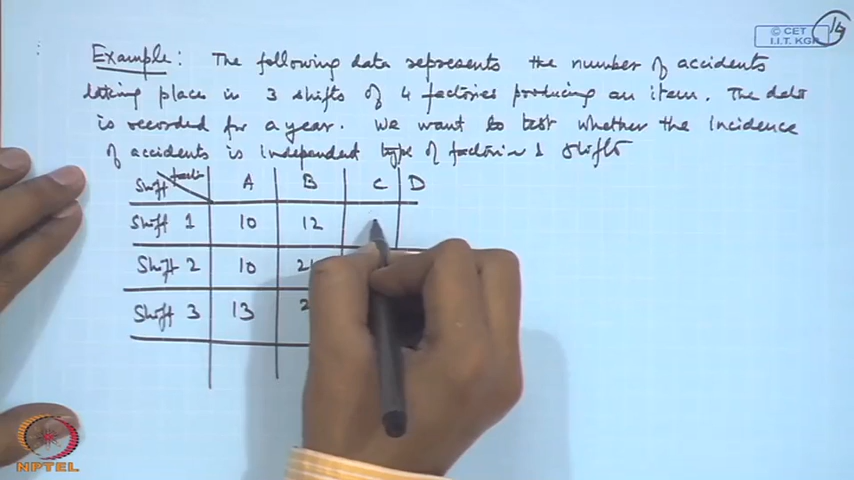 © CET
I.I.T. KGP
14
Example : The following data represents the number of accidents
taking place in 3 shifts of 4 factories producing an item. The data
is recorded for a year. We want to test whether the incidence
of accidents is independent type of shifts
Shift A B C D
Shift 1 10 12
Shift 2 10
Shift 3 13
NPTEL